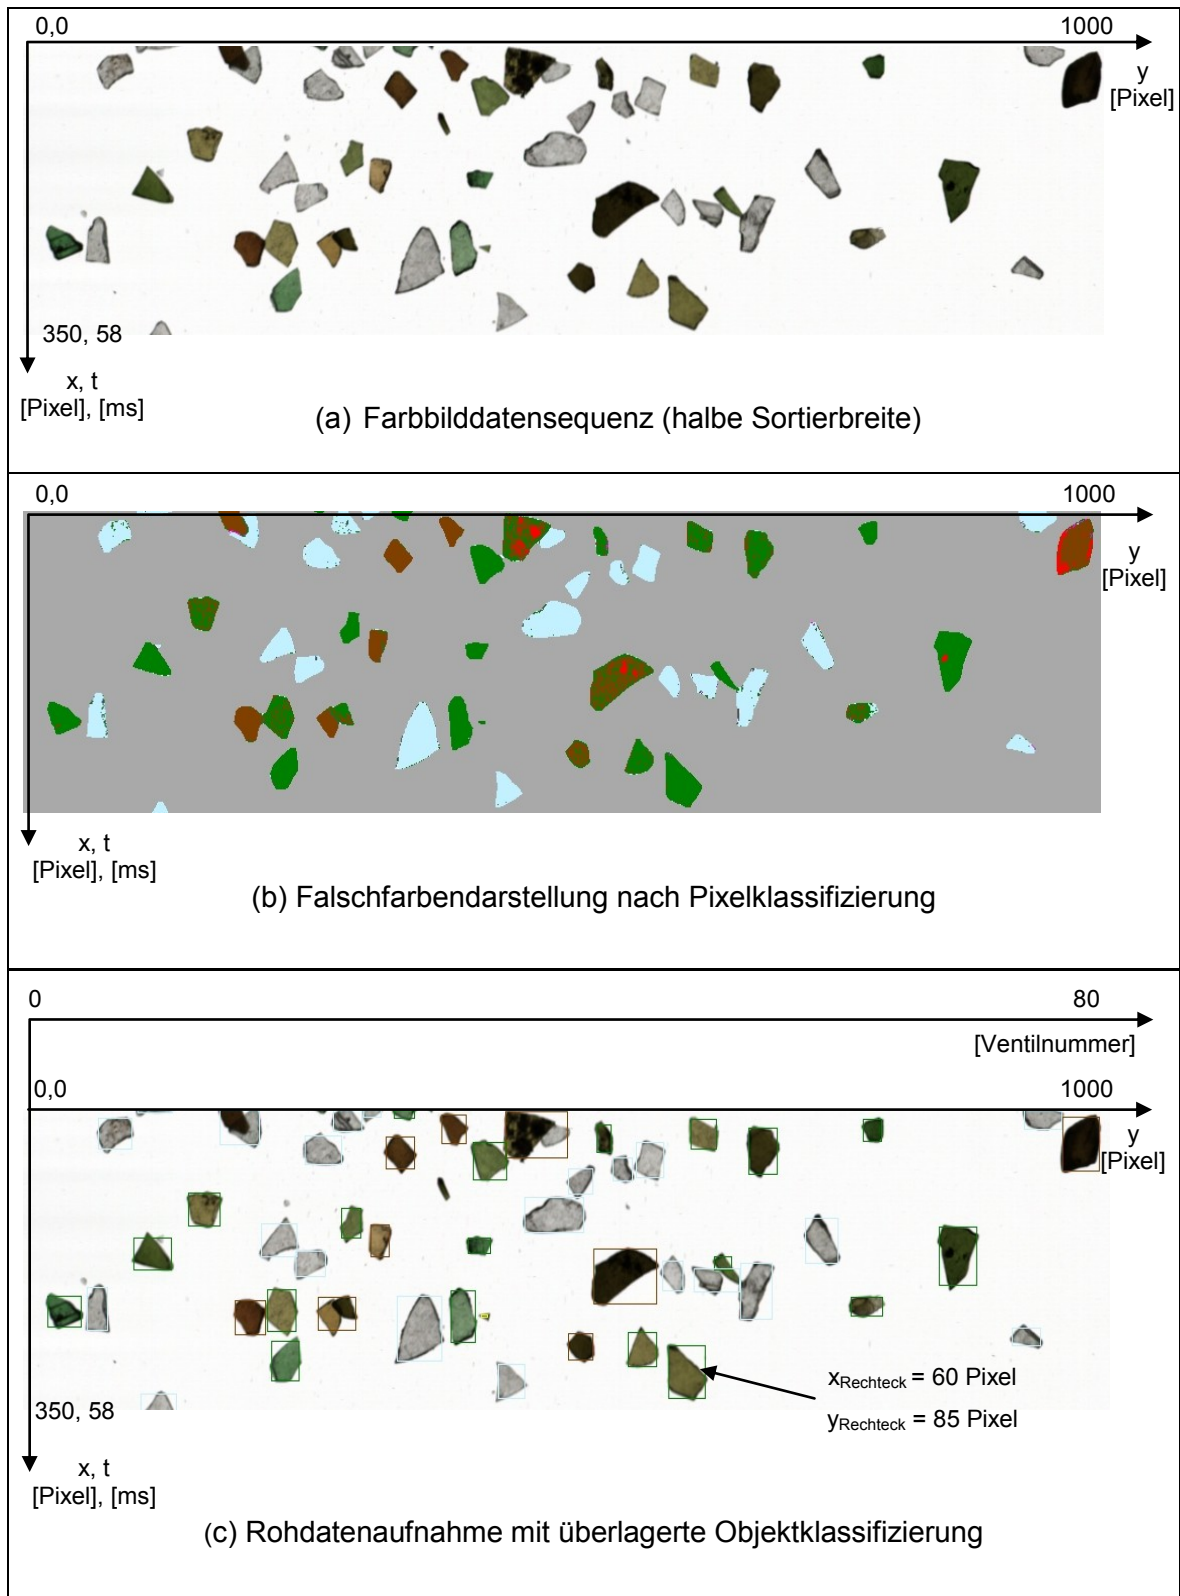 0,0
1000
y
[Pixel]
350, 58
x, t
[Pixel], [ms]
(a) Farbbilddatensequenz (halbe Sortierbreite)
0,0
1000
y
[Pixel]
x, t
[Pixel], [ms]
(b) Falschfarbendarstellung nach Pixelklassifizierung
0
80
[Ventilnummer]
0,0
1000
y
[Pixel]
xRechteck = 60 Pixel
yRechteck = 85 Pixel
350, 58
x, t
[Pixel], [ms]
(c) Rohdatenaufnahme mit überlagerte Objektklassifizierung